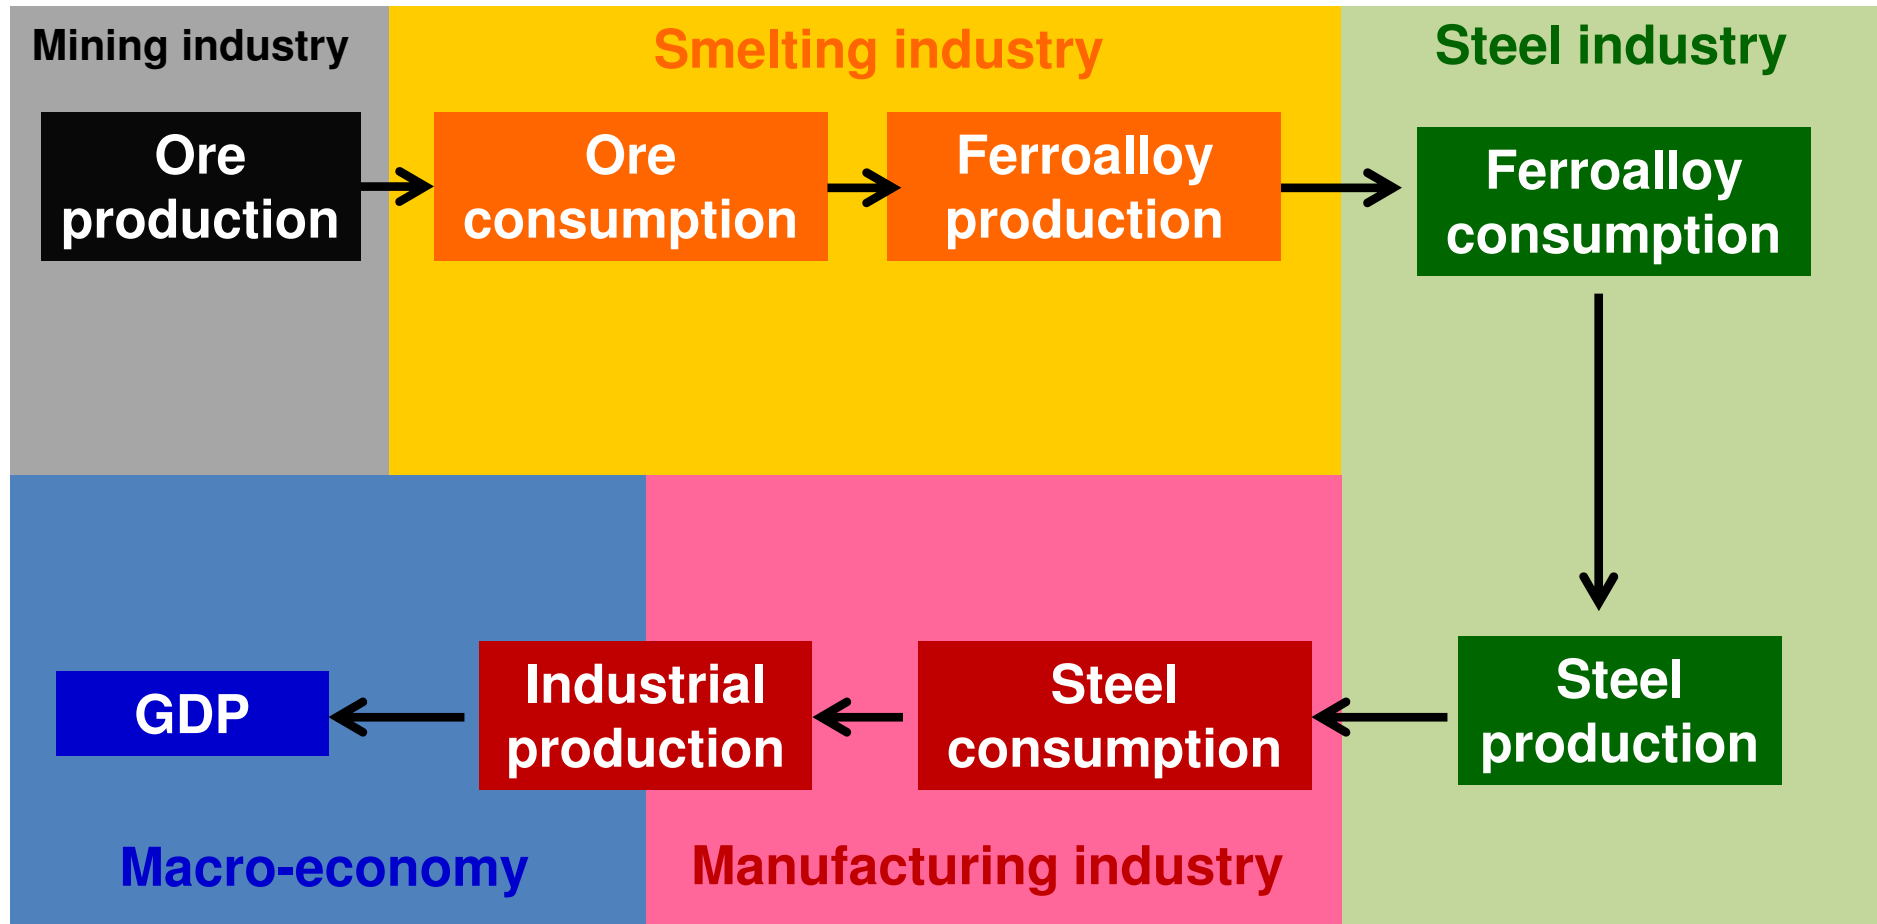 Mining industry
Smelting industry
Steel industry
Ore
production
Ore
consumption
Ferroalloy
production
Ferroalloy
consumption
GDP
Industrial
production
Steel
consumption
Steel
production
Macro-economy
Manufacturing industry